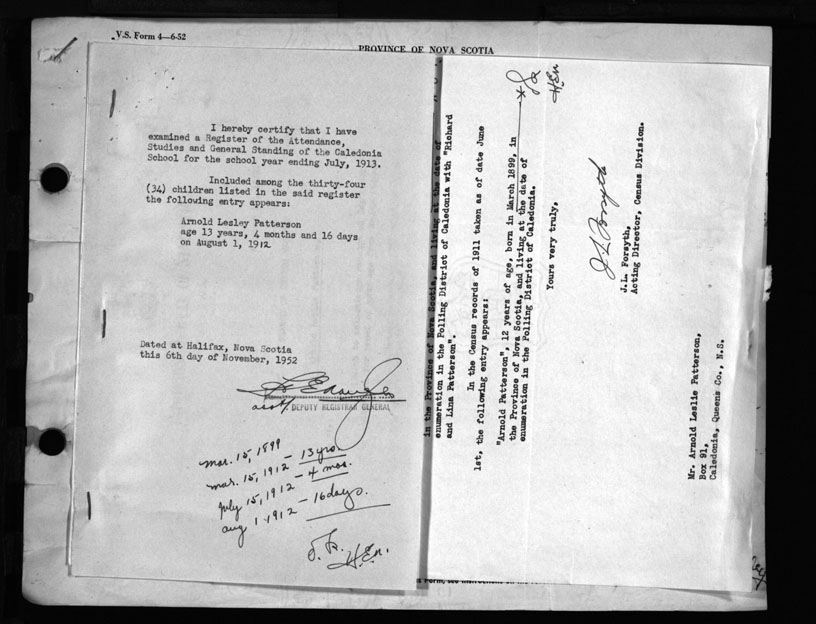 V.S. Form 4—6-52
PROVINCE OF NOVA SCOTIA
I hereby certify that I have
examined a Register of the Attendance,
Studies and General Standing of the Caledonia
School for the school year ending July, 1913.
Included among the thirty-four
(34) children listed in the said register
the following entry appears:
Arnold Lesley Patterson
age 13 years, 4 months and 16 days
on August 1, 1912
Dated at Halifax, Nova Scotia
this 6th day of November, 1952
DEPUTY REGISTRAR GENERAL
Mar. 15, 1899
Mar. 15, 1912 - 13 yrs.
July 15, 1912 - 4 mos.
Aug 1, 1912 - 16 days.
H.En.
in the Province of Nova Scotia, and living at the date of
enumeration in the Polling District of Caledonia with "Richard
and Lina Patterson".
In the Census records of 1911 taken as of date June
1st, the following entry appears:
"Arnold Patterson", 12 years of age, born in March 1899, in
the Province of Nova Scotia, and living at the date of
enumeration in the Polling District of Caledonia.
H.En
Yours very truly,
J L Forsyth
J.L. Forsyth,
Acting Director, Census Division.
Mr. Arnold Leslie Patterson,
Box 91,
Caledonia, Queens Co., N.S.